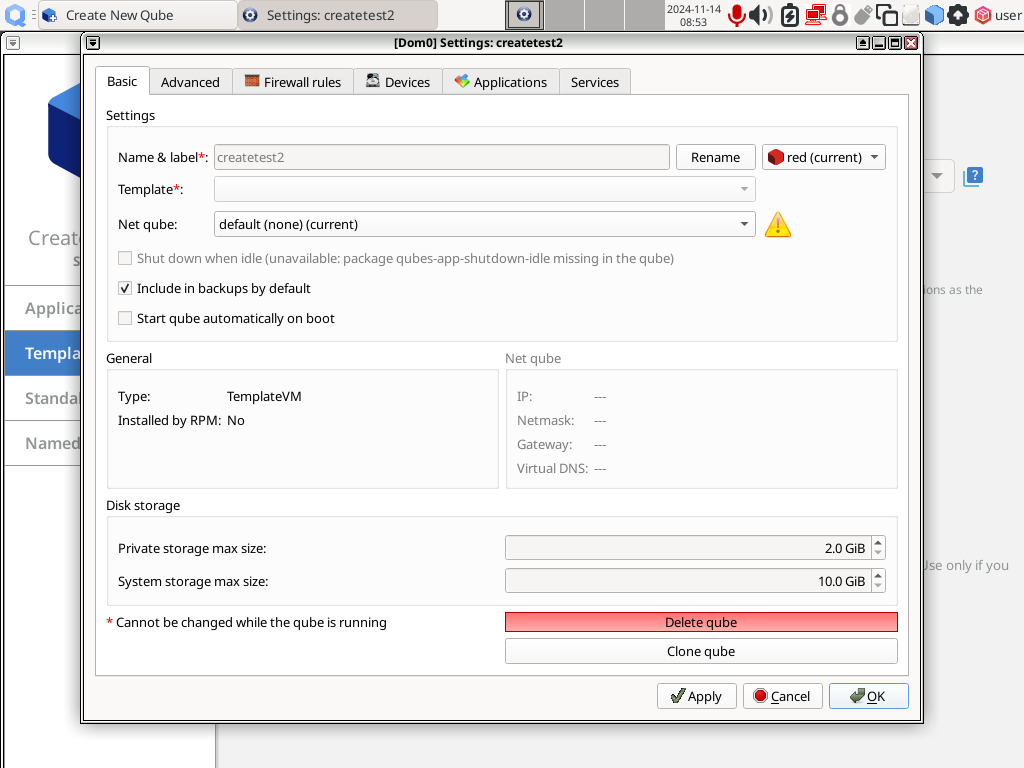 Create New Qube
Settings: createtest2
2024-11-14
08:53
user
[Dom0] Settings: createtest2
Basic
Advanced
Firewall rules
Devices
Applications
Services
Settings
Name & label*:
createtest2
Rename
red (current)
Template*:
Net qube:
default (none) (current)
Shut down when idle (unavailable: package qubes-app-shutdown-idle missing in the qube)
Include in backups by default
Start qube automatically on boot
General
Type:
TemplateVM
Installed by RPM:
No
Net qube
IP:
---
Netmask:
---
Gateway:
---
Virtual DNS:
---
Disk storage
Private storage max size:
2.0 GiB
System storage max size:
10.0 GiB
* Cannot be changed while the qube is running
Delete qube
Clone qube
Apply
Cancel
OK
Create
Applica
Templa
Standa
Named
?
ions as the
Use only if you